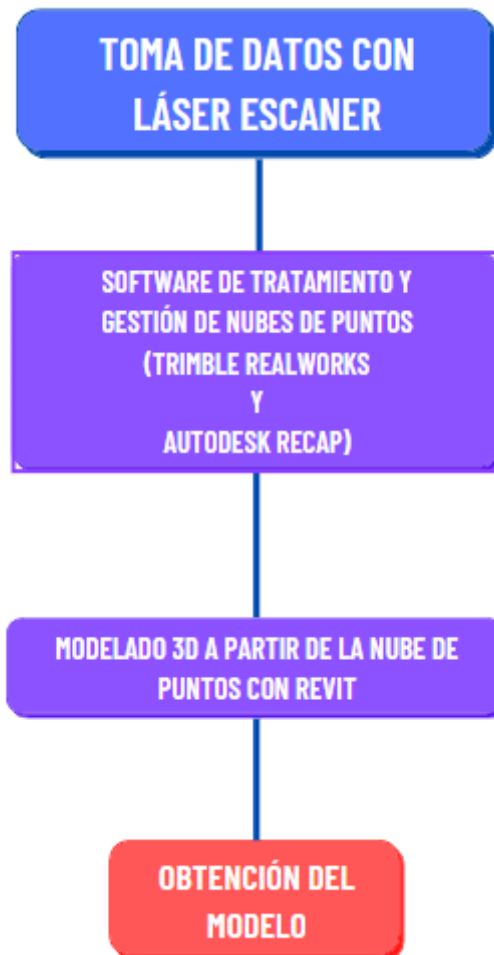 TOMA DE DATOS CON
LÁSER ESCANER
SOFTWARE DE TRATAMIENTO Y
GESTIÓN DE NUBES DE PUNTOS
(TRIMBLE REALWORKS
Y
AUTODESK RECAP)
MODELADO 3D A PARTIR DE LA NUBE DE
PUNTOS CON REVIT
OBTENCIÓN DEL
MODELO